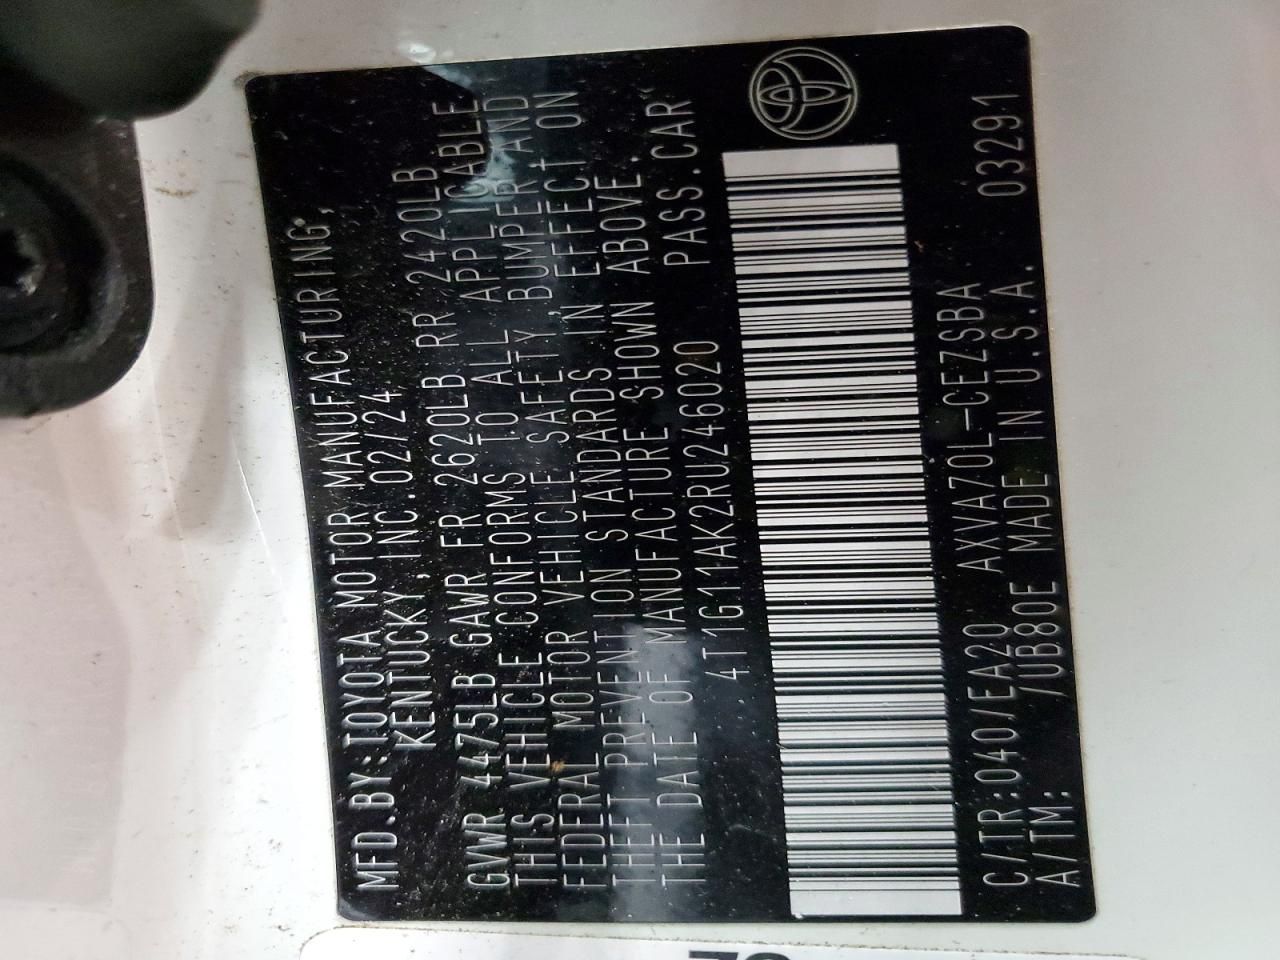 MFD.BY:TOYOTA MOTOR MANUFACTURING,
KENTUCKY, INC.02/24
GVWR 4475LB GAWR FR 2620LB RR 2420LB
THIS VEHICLE CONFORMS TO ALL APPLICABLE
FEDERAL MOTOR VEHICLE SAFETY,BUMPER AND
THEFT PREVENTION STANDARDS IN EFFECT ON
THE DATE OF MANUFACTURE SHOWN ABOVE.
4T1G11AK2RU246020 PASS.CAR
C/TR:040/EA20 AXVA70L-CEZSBA 03291
A/TM: /UB80E MADE IN U.S.A.